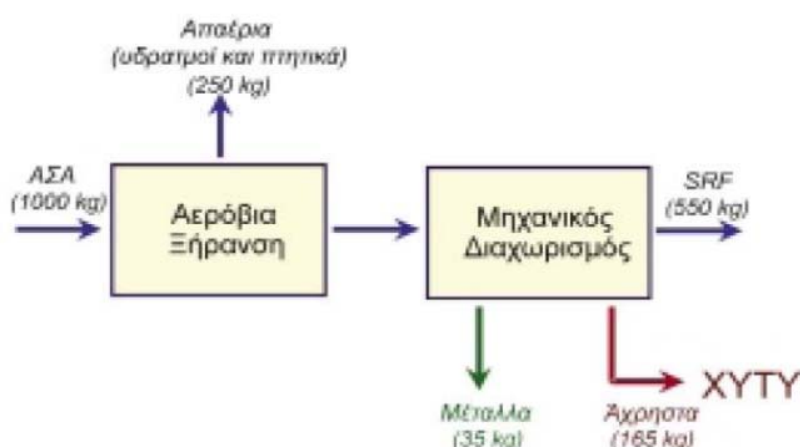 Απαέρια
(υδρατμοί και πτητικά)
(250 kg)
ΑΣΑ
(1000 kg)
Αερόβια
Ξήρανση
Μηχανικός
Διαχωρισμός
SRF
(550 kg)
Μέταλλα
(35 kg)
Άχρηστα
(165 kg)
ΧΥΤΥ